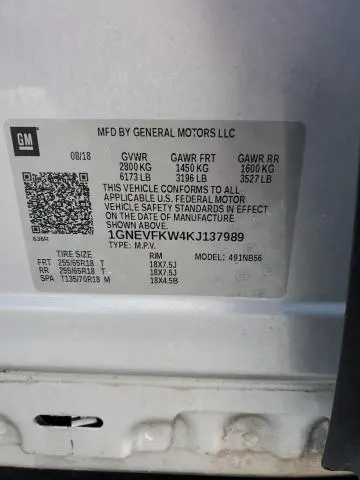 GM
MFD BY GENERAL MOTORS LLC
08/18 GVWR GAWR FRT GAWR RR
2800 KG 1450 KG 1600 KG
6173 LB 3196 LB 3527 LB
THIS VEHICLE CONFORMS TO ALL
APPLICABLE U.S. FEDERAL MOTOR
VEHICLE SAFETY STANDARDS IN
EFFECT ON THE DATE OF
MANUFACTURE SHOWN ABOVE.
1GNEVFKW4KJ137989
TYPE: M.P.V.
TIRE SIZE RIM MODEL: 491NB56
FRT 255/65R18 T 18X7.5J
RR 255/65R18 T 18X7.5J
SPA T135/70R18 M 18X4.5B